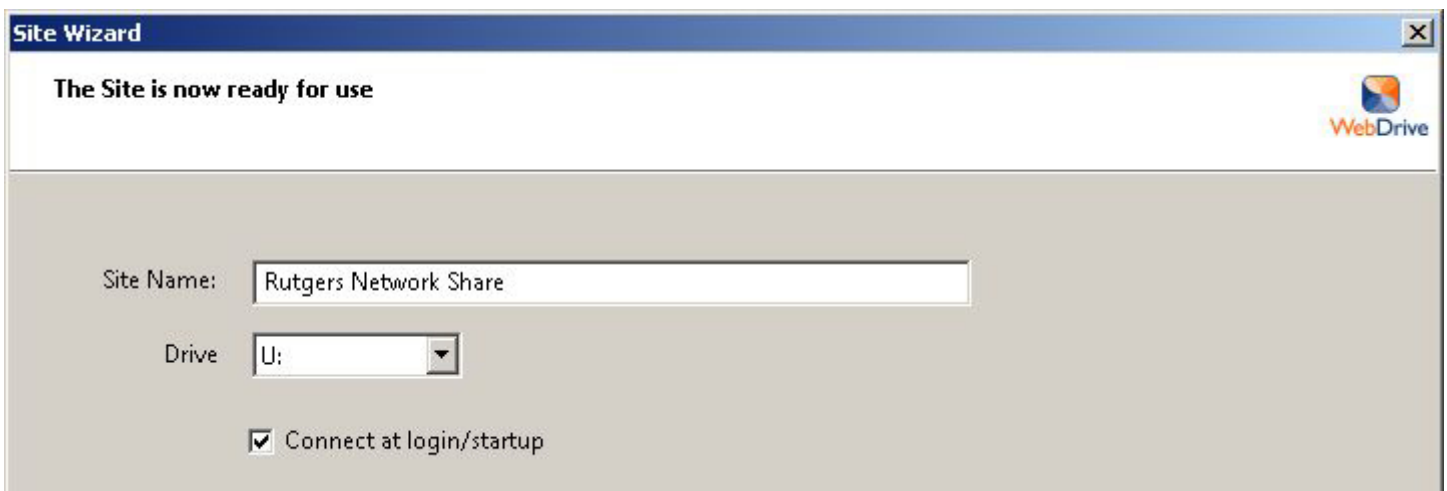 Site Wizard
The Site is now ready for use
WebDrive
Site Name: Rutgers Network Share
Drive U:
Connect at login/startup